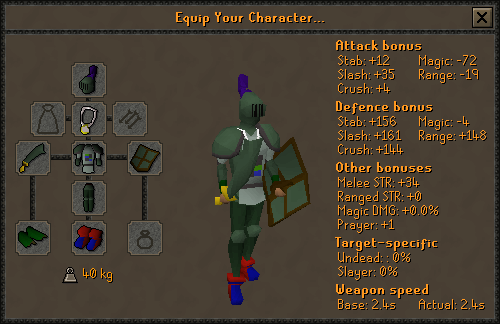 Equip Your Character...
Attack bonus
Stab: +12 Magic: -72
Slash: +35 Range: -19
Crush: +4
Defence bonus
Stab: +156 Magic: -4
Slash: +161 Range: +148
Crush: +144
Other bonuses
Melee STR: +34
Ranged STR: +0
Magic DMG: +0.0%
Prayer: +1
Target-specific
Undead: : 0%
Slayer: 0%
Weapon speed
Base: 2.4s Actual: 2.4s
40 kg